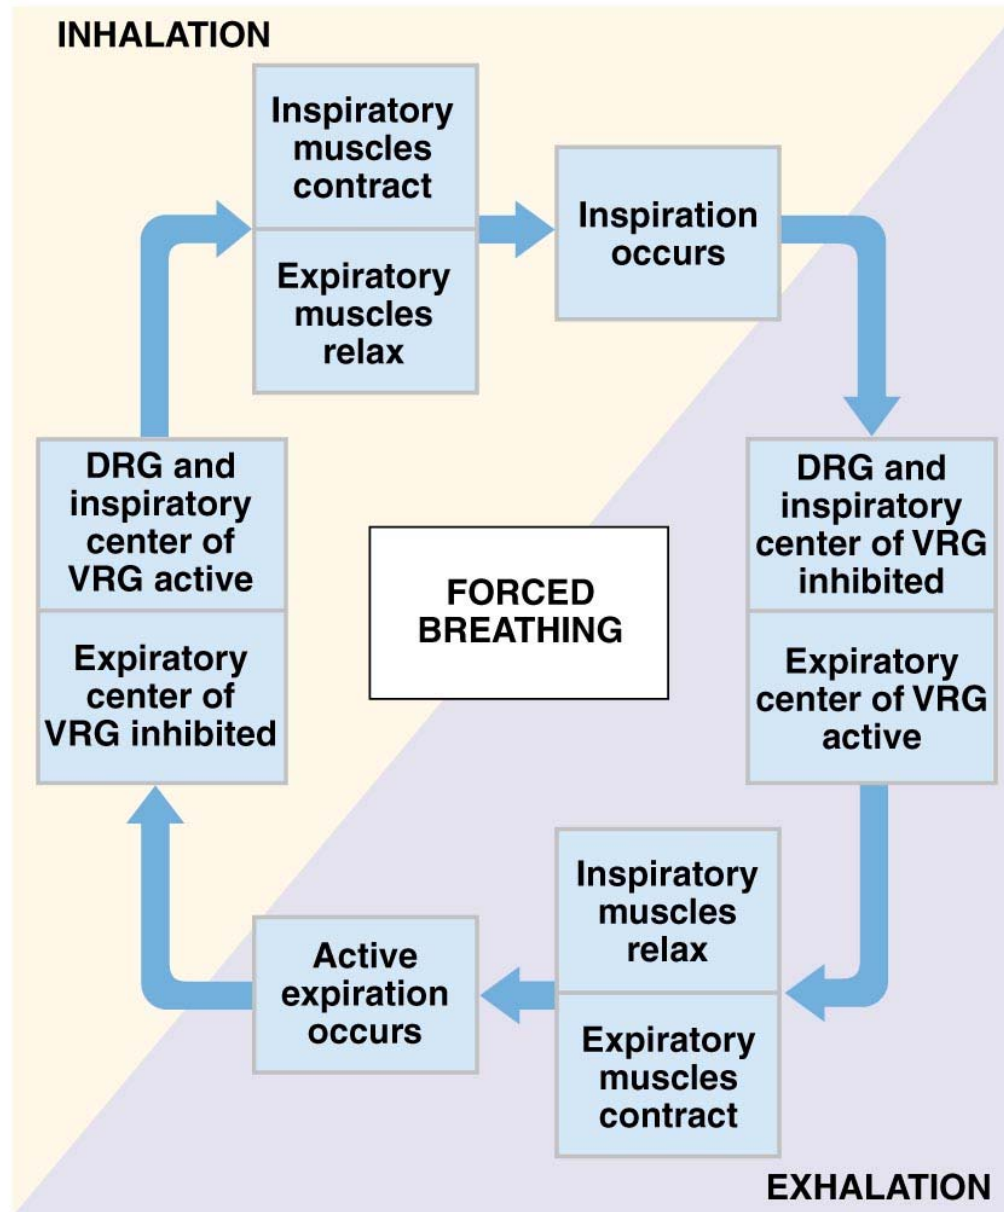 INHALATION
Inspiratory
muscles
contract
Expiratory
muscles
relax
Inspiration
occurs
DRG and
inspiratory
center of
VRG active
Expiratory
center of
VRG inhibited
FORCED
BREATHING
DRG and
inspiratory
center of VRG
inhibited
Expiratory
center of VRG
active
Inspiratory
muscles
relax
Expiratory
muscles
contract
Active
expiration
occurs
EXHALATION